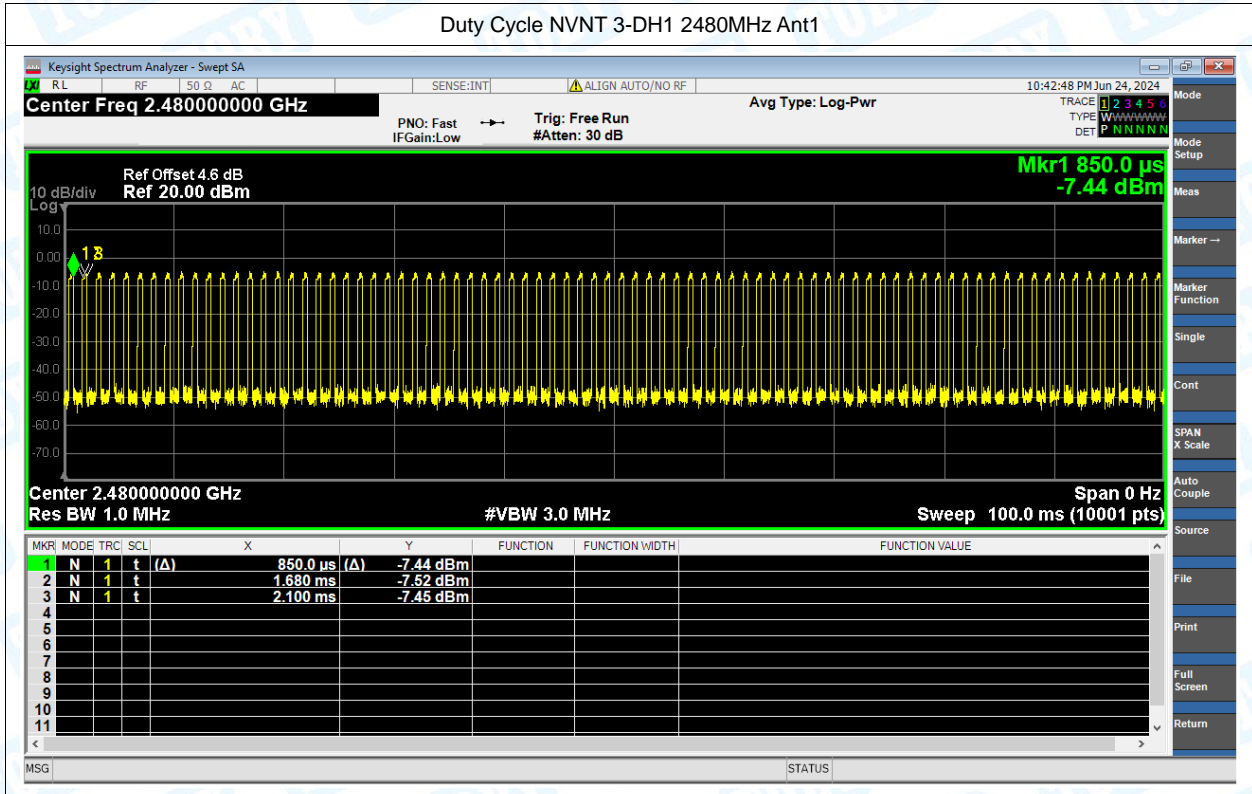 Duty Cycle NVNT 3-DH1 2480MHz Ant1
Keysight Spectrum Analyzer - Swept SA
LXI RL RF 50 Ω AC SENSE:INT ALIGN AUTO/NO RF 10:42:48 PM Jun 24, 2024
Center Freq 2.480000000 GHz Avg Type: Log-Pwr TRACE 1 2 3 4 5 6
PNO: Fast Trig: Free Run TYPE WWWWWW
IFGain:Low #Atten: 30 dB DET P N N N N N
Mode
Mode Setup
Meas
Marker →
Marker Function
Single
Cont
SPAN X Scale
Auto Couple
Source
File
Print
Full Screen
Return
Mkr1 850.0 µs
-7.44 dBm
Ref Offset 4.6 dB
10 dB/div Ref 20.00 dBm
Log
10.0
0.00
-10.0
-20.0
-30.0
-40.0
-50.0
-60.0
-70.0
1
Center 2.480000000 GHz Span 0 Hz
Res BW 1.0 MHz #VBW 3.0 MHz Sweep 100.0 ms (10001 pts)
MKR MODE TRC SCL X Y FUNCTION FUNCTION WIDTH FUNCTION VALUE
1 N 1 t (Δ) 850.0 µs (Δ) -7.44 dBm
2 N 1 t 1.680 ms -7.52 dBm
3 N 1 t 2.100 ms -7.45 dBm
4
5
6
7
8
9
10
11
MSG STATUS